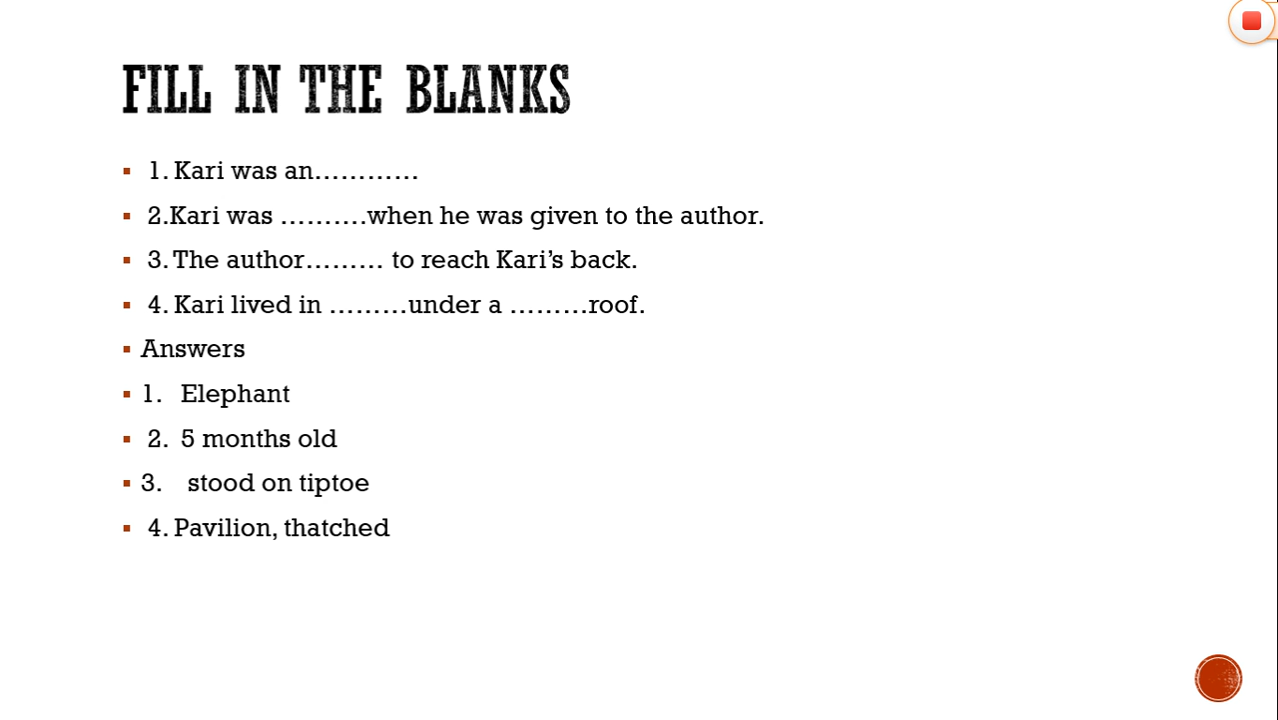 FILL IN THE BLANKS
▪ 1. Kari was an............
▪ 2.Kari was ..........when he was given to the author.
▪ 3. The author......... to reach Kari’s back.
▪ 4. Kari lived in .........under a .........roof.
▪ Answers
▪ 1. Elephant
▪ 2. 5 months old
▪ 3. stood on tiptoe
▪ 4. Pavilion, thatched